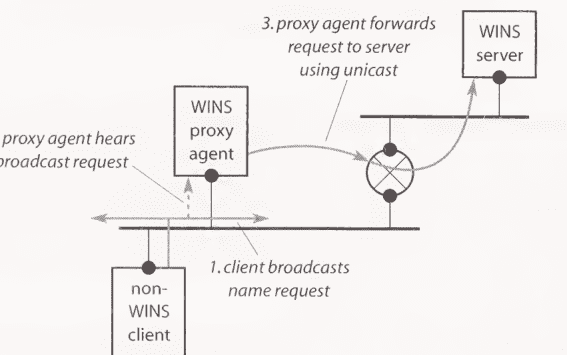 3. proxy agent forwards
request to server
using unicast
WINS
server
WINS
proxy
agent
proxy agent hears
broadcast request
1. client broadcasts
name request
non-
WINS
client